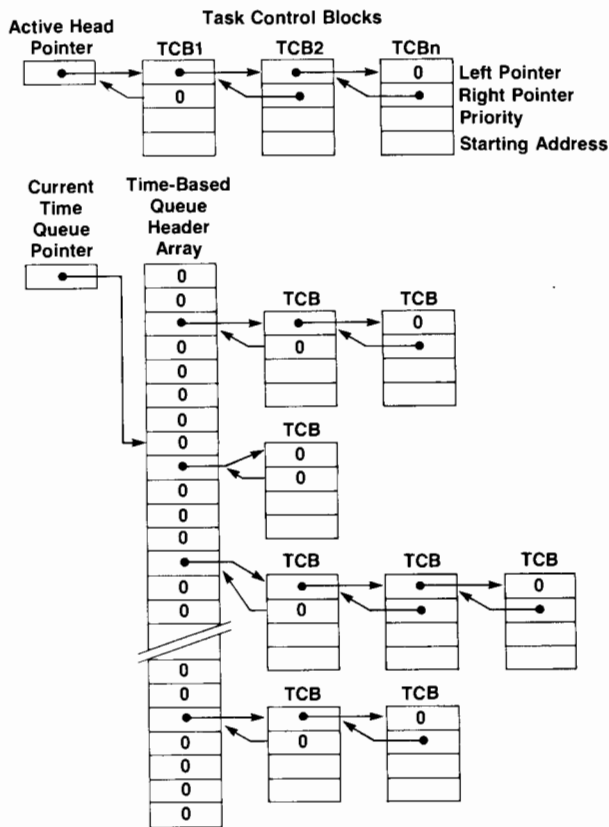 Task Control Blocks
Active Head
Pointer
TCB1 TCB2 TCBn
0 Left Pointer
0 Right Pointer
Priority
Starting Address
Current
Time
Queue
Pointer
Time-Based
Queue
Header
Array
0
0
TCB TCB
0
0 0
0
0
0
TCB
0
0
0
0
0
0
TCB TCB TCB
0 0
0 0
0
0
TCB TCB
0
0 0
0
0
0